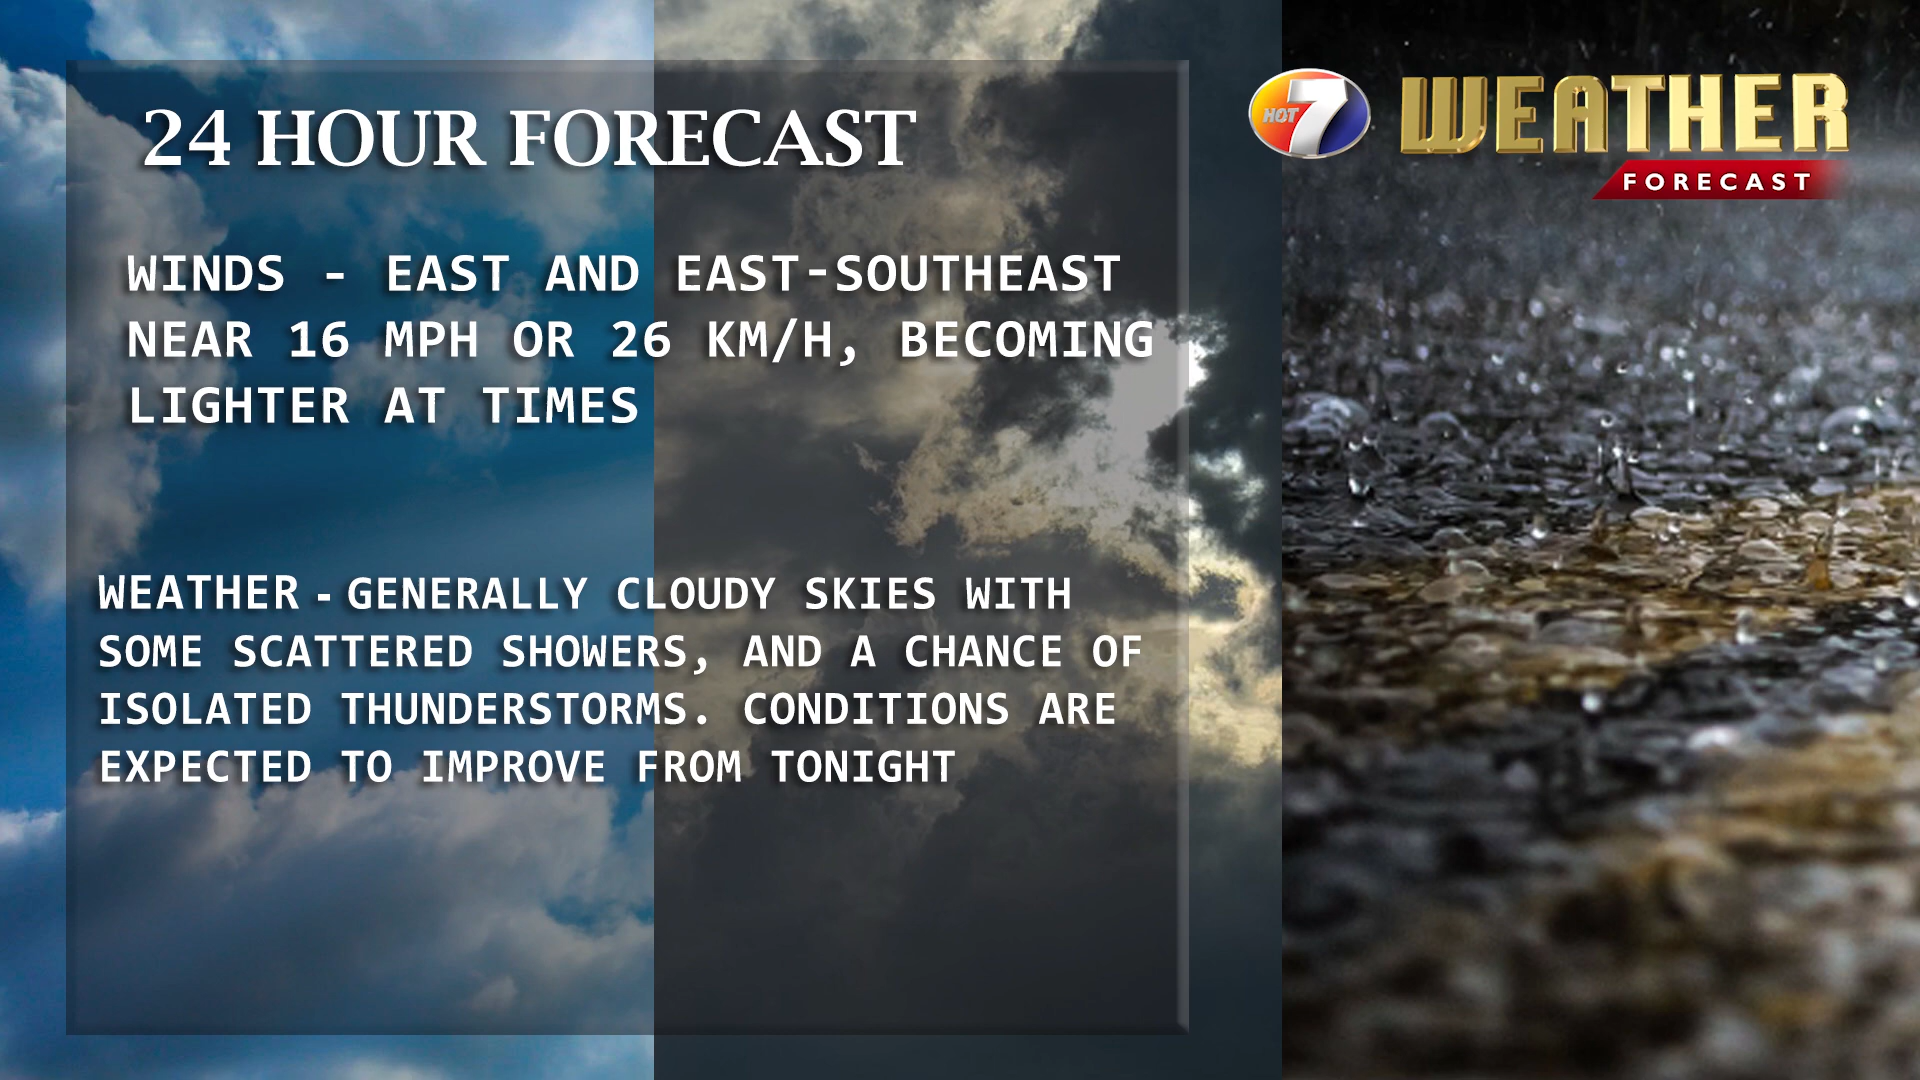 24 HOUR FORECAST
HOT 7 WEATHER
FORECAST
WINDS - EAST AND EAST-SOUTHEAST
NEAR 16 MPH OR 26 KM/H, BECOMING
LIGHTER AT TIMES
WEATHER - GENERALLY CLOUDY SKIES WITH
SOME SCATTERED SHOWERS, AND A CHANCE OF
ISOLATED THUNDERSTORMS. CONDITIONS ARE
EXPECTED TO IMPROVE FROM TONIGHT